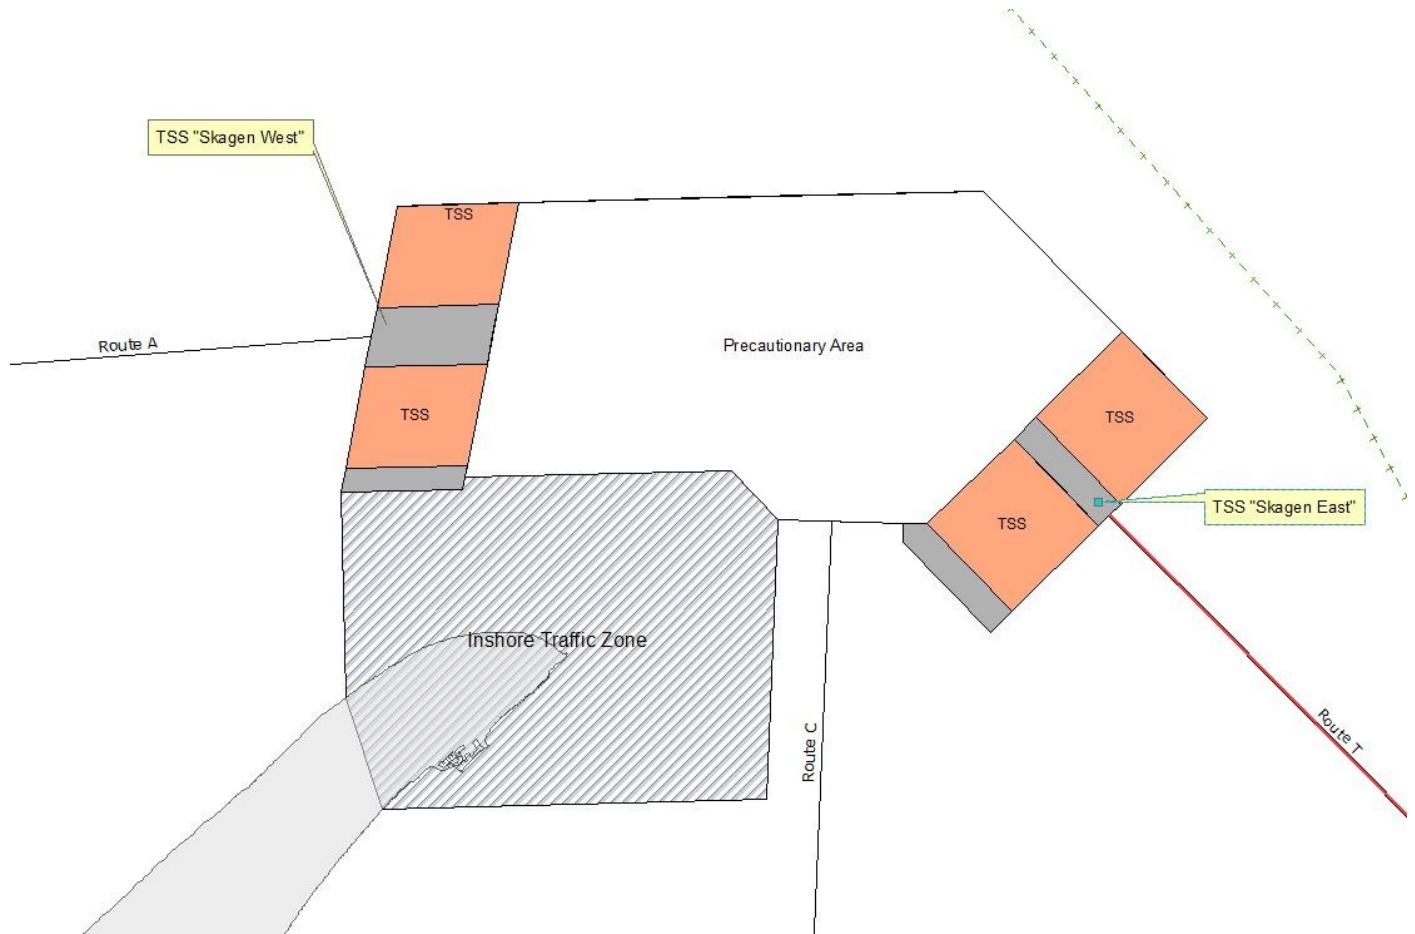 TSS "Skagen West"
TSS
Route A
Precautionary Area
TSS
TSS
TSS "Skagen East"
TSS
Inshore Traffic Zone
Route C
Route T